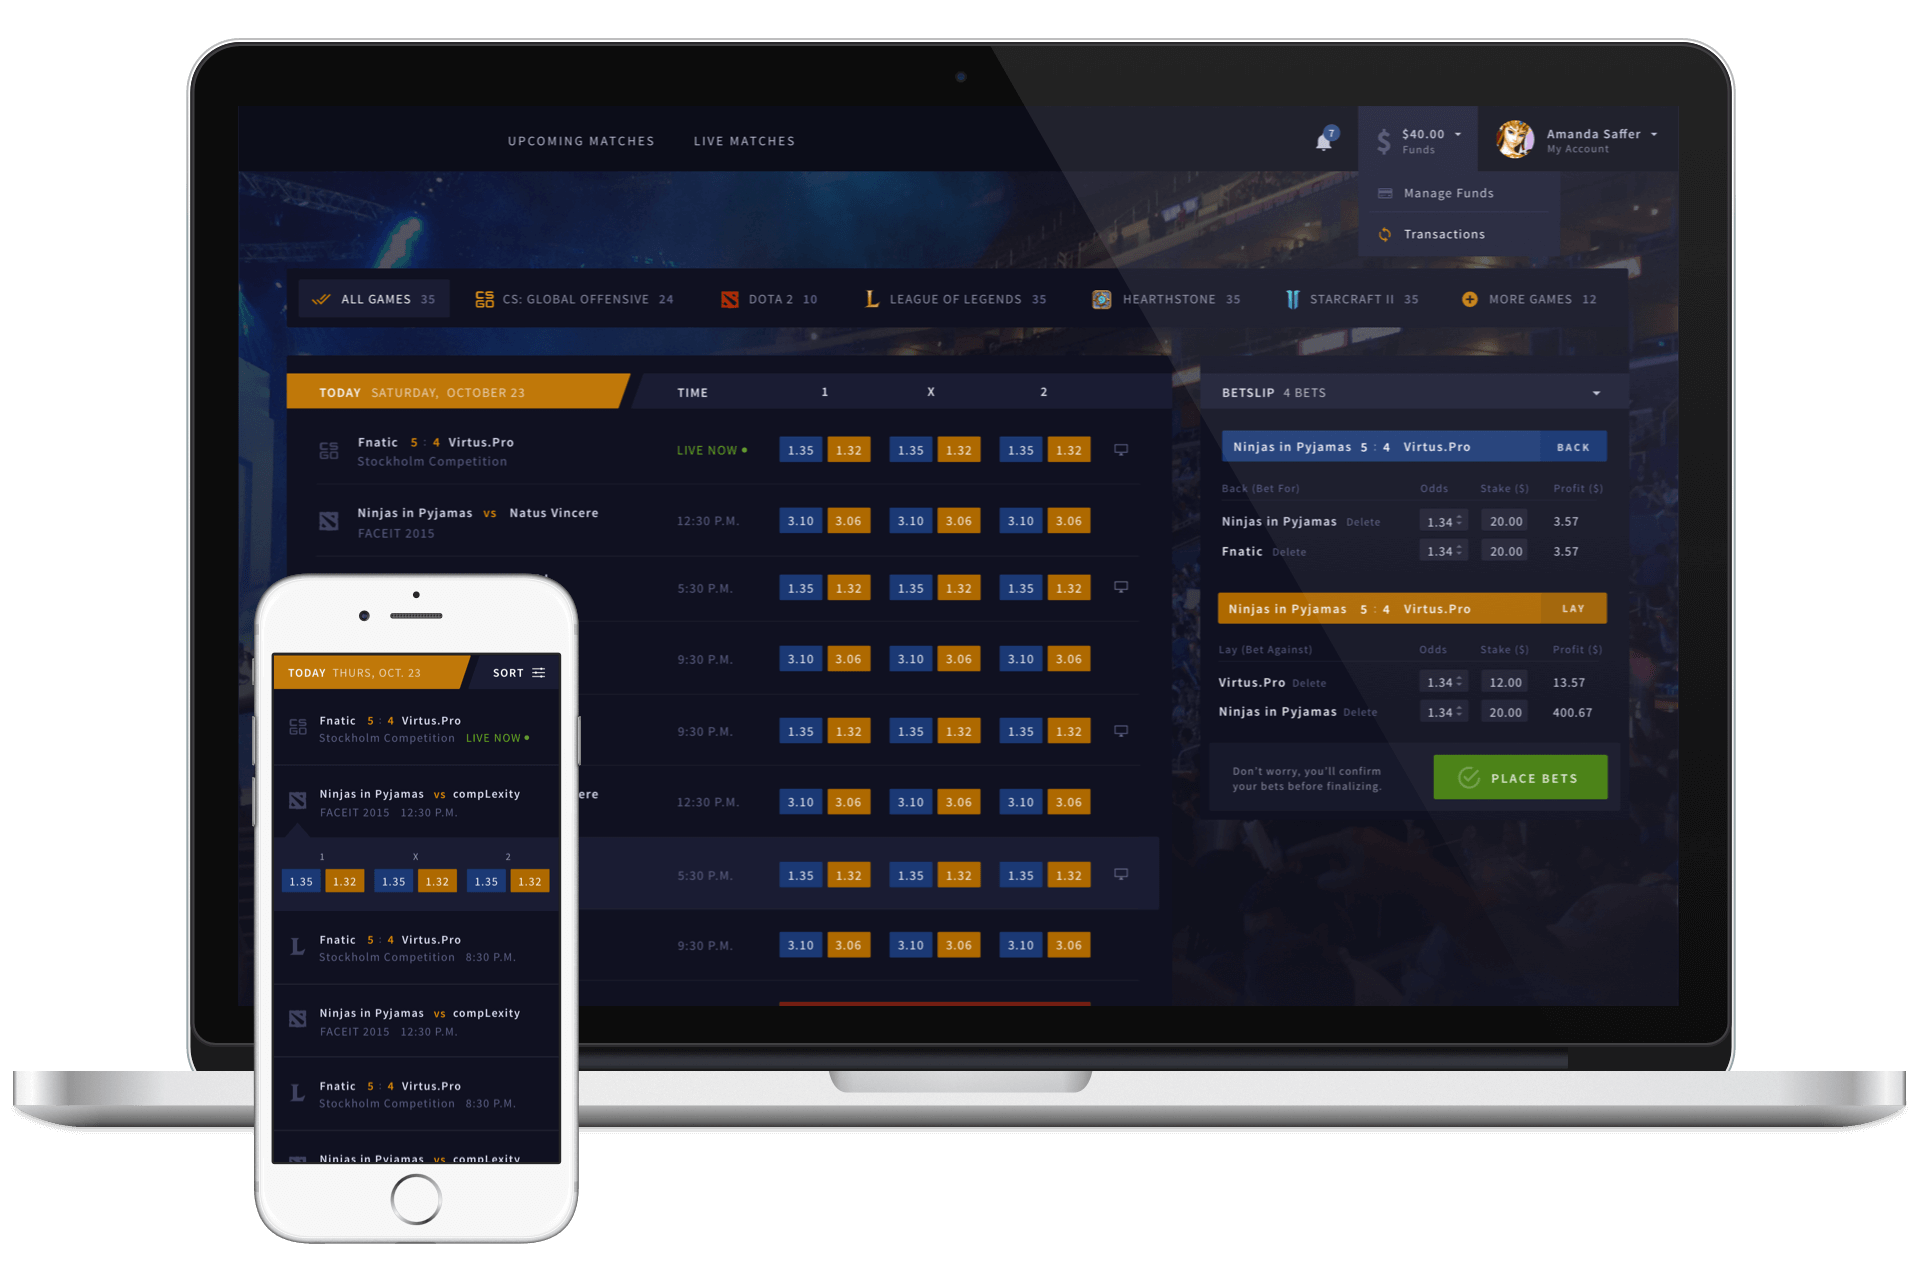 UPCOMING MATCHES LIVE MATCHES 7 $ $40.00 Amanda Saffer
Funds My Account
Manage Funds
Transactions
ALL GAMES 35 CS GO CS: GLOBAL OFFENSIVE 24 DOTA 2 10 L LEAGUE OF LEGENDS 35 HEARTHSTONE 35 STARCRAFT II 35 MORE GAMES 12
TODAY SATURDAY, OCTOBER 23 TIME 1 X 2
CS GO Fnatic 5 : 4 Virtus.Pro LIVE NOW 1.35 1.32 1.35 1.32 1.35 1.32
Stockholm Competition
Ninjas in Pyjamas vs Natus Vincere 12:30 P.M. 3.10 3.06 3.10 3.06 3.10 3.06
FACEIT 2015
5:30 P.M. 1.35 1.32 1.35 1.32 1.35 1.32
9:30 P.M. 3.10 3.06 3.10 3.06 3.10 3.06
9:30 P.M. 1.35 1.32 1.35 1.32 1.35 1.32
ere 12:30 P.M. 3.10 3.06 3.10 3.06 3.10 3.06
5:30 P.M. 1.35 1.32 1.35 1.32 1.35 1.32
9:30 P.M. 3.10 3.06 3.10 3.06 3.10 3.06
BETSLIP 4 BETS
Ninjas in Pyjamas 5 : 4 Virtus.Pro BACK
Back (Bet For) Odds Stake ($) Profit ($)
Ninjas in Pyjamas Delete 1.34 20.00 3.57
Fnatic Delete 1.34 20.00 3.57
Ninjas in Pyjamas 5 : 4 Virtus.Pro LAY
Lay (Bet Against) Odds Stake ($) Profit ($)
Virtus.Pro Delete 1.34 12.00 13.57
Ninjas in Pyjamas Delete 1.34 20.00 400.67
Don't worry, you'll confirm
your bets before finalizing.
PLACE BETS
TODAY THURS, OCT. 23 SORT
CS GO Fnatic 5 : 4 Virtus.Pro
Stockholm Competition LIVE NOW
Ninjas in Pyjamas vs compLexity
FACEIT 2015 12:30 P.M.
1 X 2
1.35 1.32 1.35 1.32 1.35 1.32
L Fnatic 5 : 4 Virtus.Pro
Stockholm Competition 8:30 P.M.
Ninjas in Pyjamas vs compLexity
FACEIT 2015 12:30 P.M.
L Fnatic 5 : 4 Virtus.Pro
Stockholm Competition 8:30 P.M.
Ninjas in Pyjamas vs compLexity